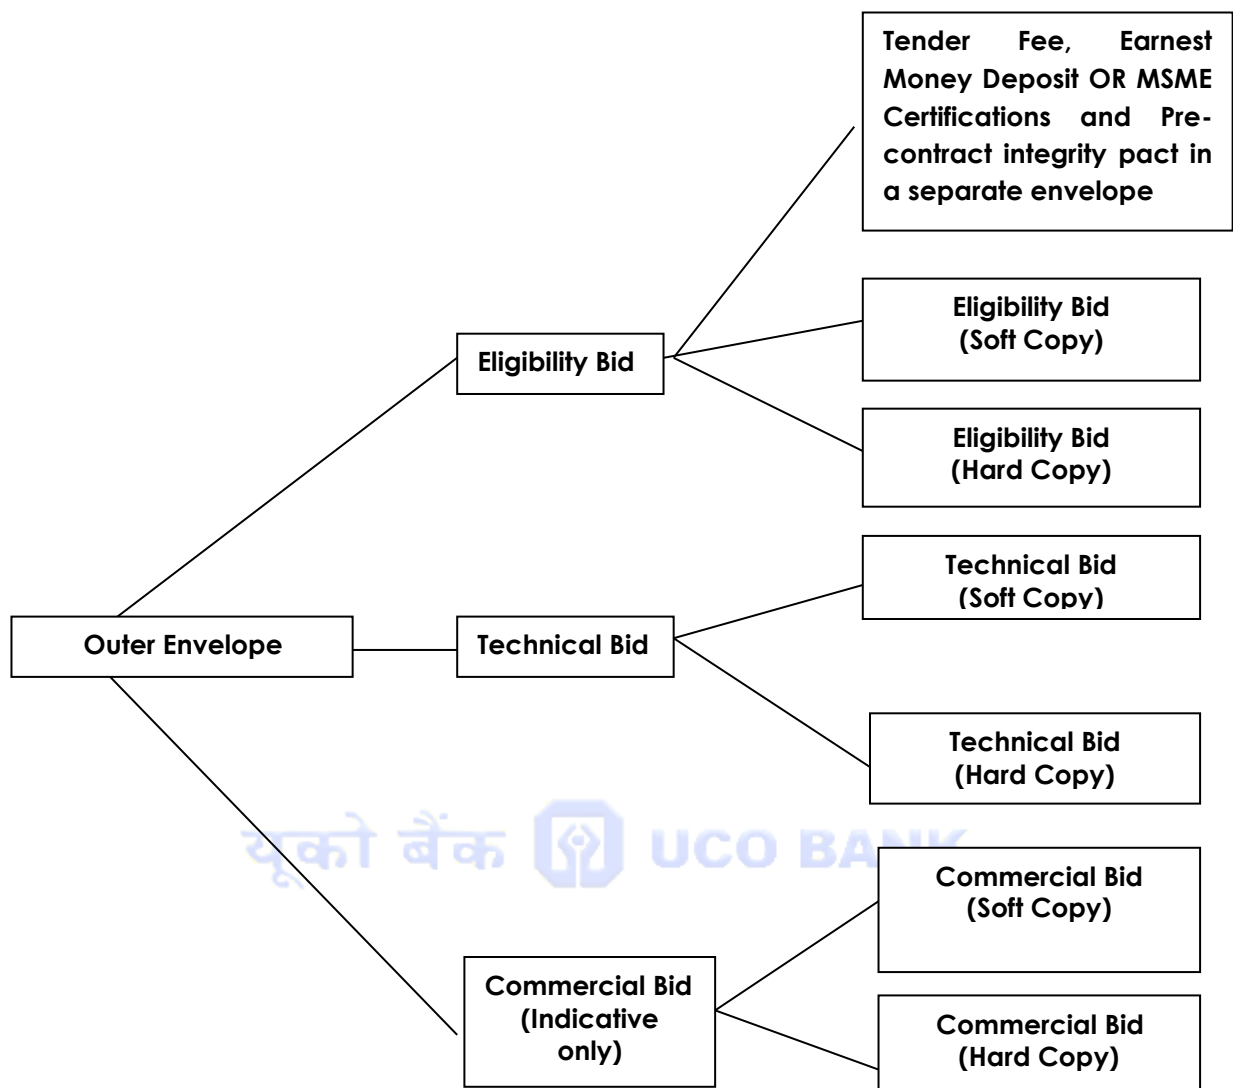 Tender Fee, Earnest
Money Deposit OR MSME
Certifications and Pre-
contract integrity pact in
a separate envelope
Eligibility Bid
(Soft Copy)
Eligibility Bid
Eligibility Bid
(Hard Copy)
Technical Bid
(Soft Copy)
Outer Envelope
Technical Bid
Technical Bid
(Hard Copy)
यूको बैंक UCO BANK
Commercial Bid
(Soft Copy)
Commercial Bid
(Indicative
only)
Commercial Bid
(Hard Copy)